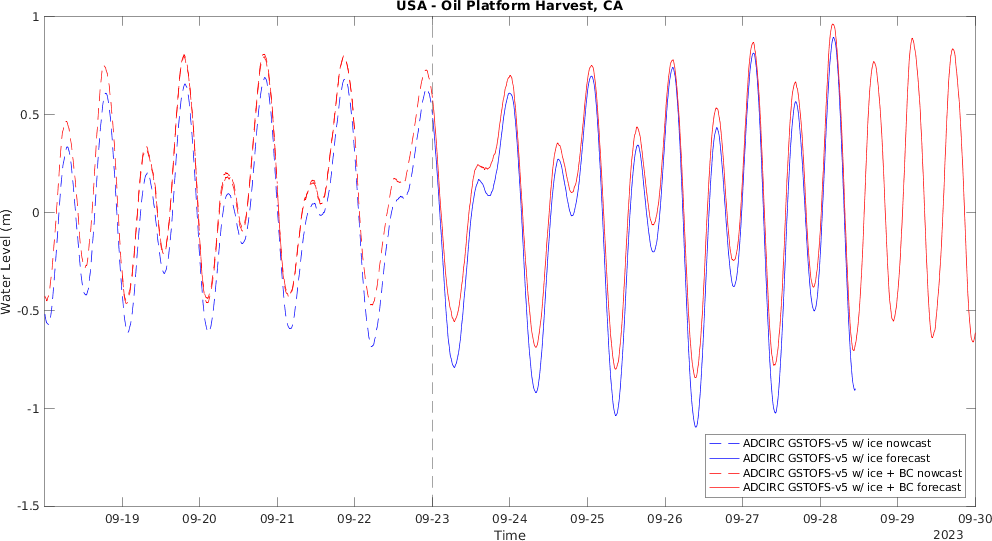 USA - Oil Platform Harvest, CA
1
0.5
0
-0.5
-1
-1.5
Water Level (m)
ADCIRC GSTOFS-v5 w/ ice nowcast
ADCIRC GSTOFS-v5 w/ ice forecast
ADCIRC GSTOFS-v5 w/ ice + BC nowcast
ADCIRC GSTOFS-v5 w/ ice + BC forecast
09-19 09-20 09-21 09-22 09-23 09-24 09-25 09-26 09-27 09-28 09-29 09-30
Time
2023